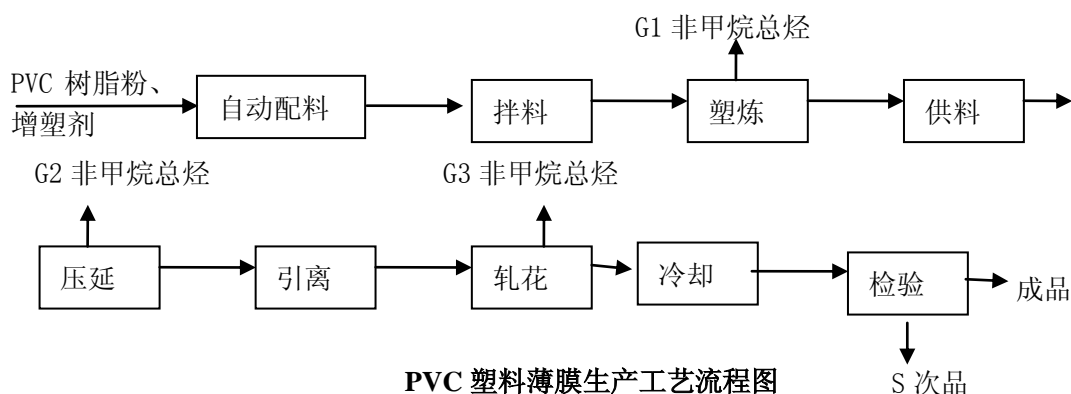 G1 非甲烷总烃
PVC 树脂粉、
增塑剂
自动配料
拌料
塑炼
供料
G2 非甲烷总烃
G3 非甲烷总烃
压延
引离
轧花
冷却
检验
成品
PVC 塑料薄膜生产工艺流程图
S 次品